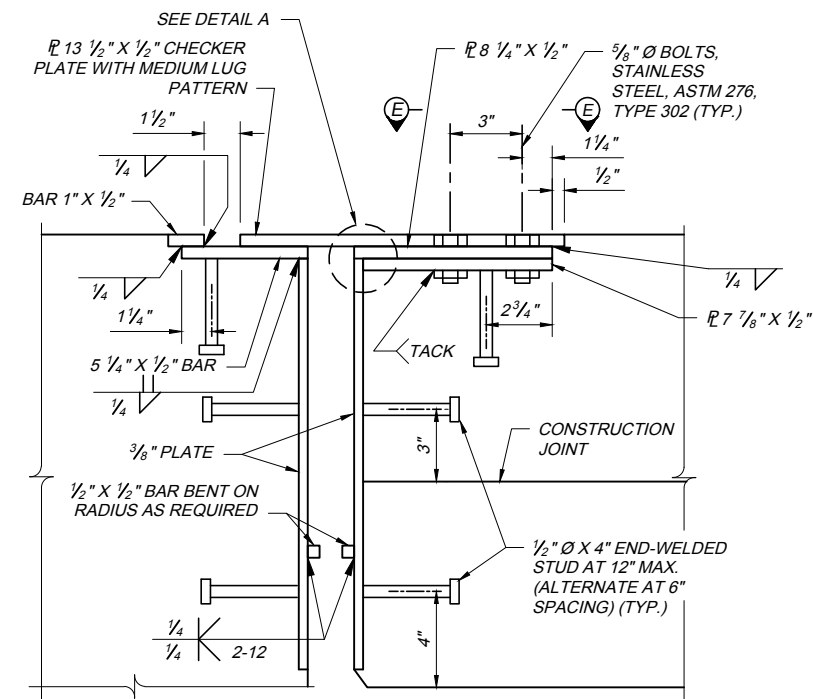 SEE DETAIL A
℄ 13 1/2" X 1/2" CHECKER
PLATE WITH MEDIUM LUG
PATTERN
℄ 8 1/4" X 1/2"
5/8" Ø BOLTS,
STAINLESS
STEEL, ASTM 276,
TYPE 302 (TYP.)
E
E
3"
1 1/2"
1 1/4"
1/2"
1/4
BAR 1" X 1/2"
1/4
1/4
1 1/4"
2 3/4"
℄ 7 7/8" X 1/2"
TACK
5 1/4" X 1/2" BAR
1/4
3/8" PLATE
3"
CONSTRUCTION
JOINT
1/2" X 1/2" BAR BENT ON
RADIUS AS REQUIRED
1/2" Ø X 4" END-WELDED
STUD AT 12" MAX.
(ALTERNATE AT 6"
SPACING) (TYP.)
4"
1/4
1/4
2-12